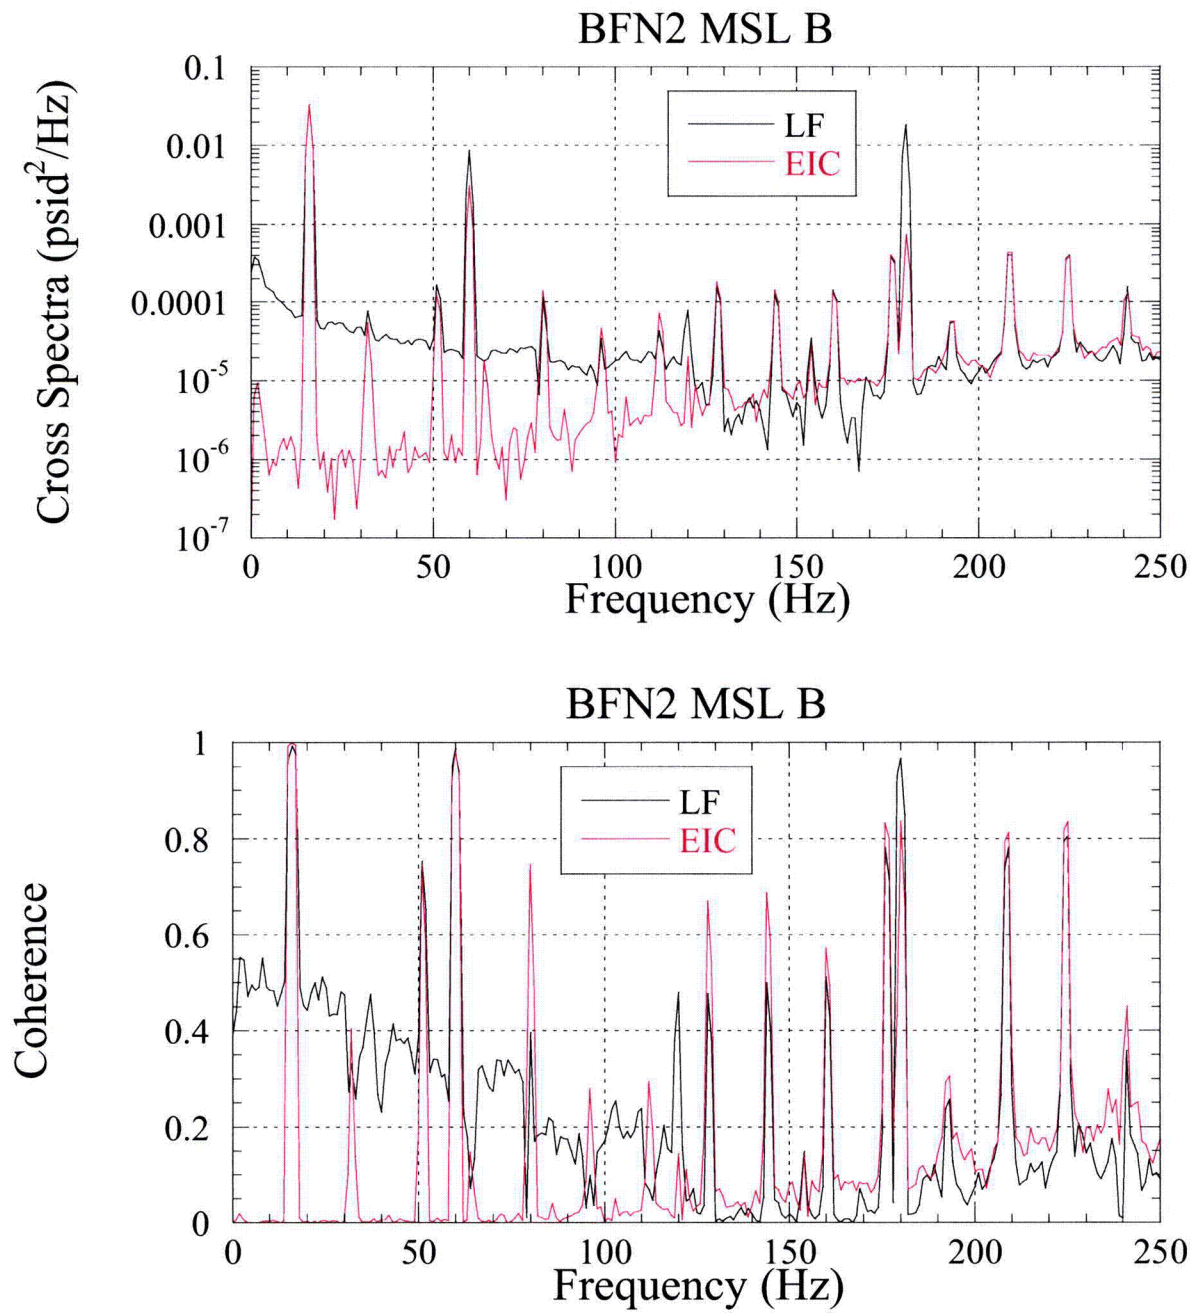 BFN2 MSL B
Cross Spectra (psid²/Hz)
0.1
0.01
0.001
0.0001
10⁻⁵
10⁻⁶
10⁻⁷
LF
EIC
0 50 100 150 200 250
Frequency (Hz)
BFN2 MSL B
Coherence
1
0.8
0.6
0.4
0.2
0
LF
EIC
0 50 100 150 200 250
Frequency (Hz)